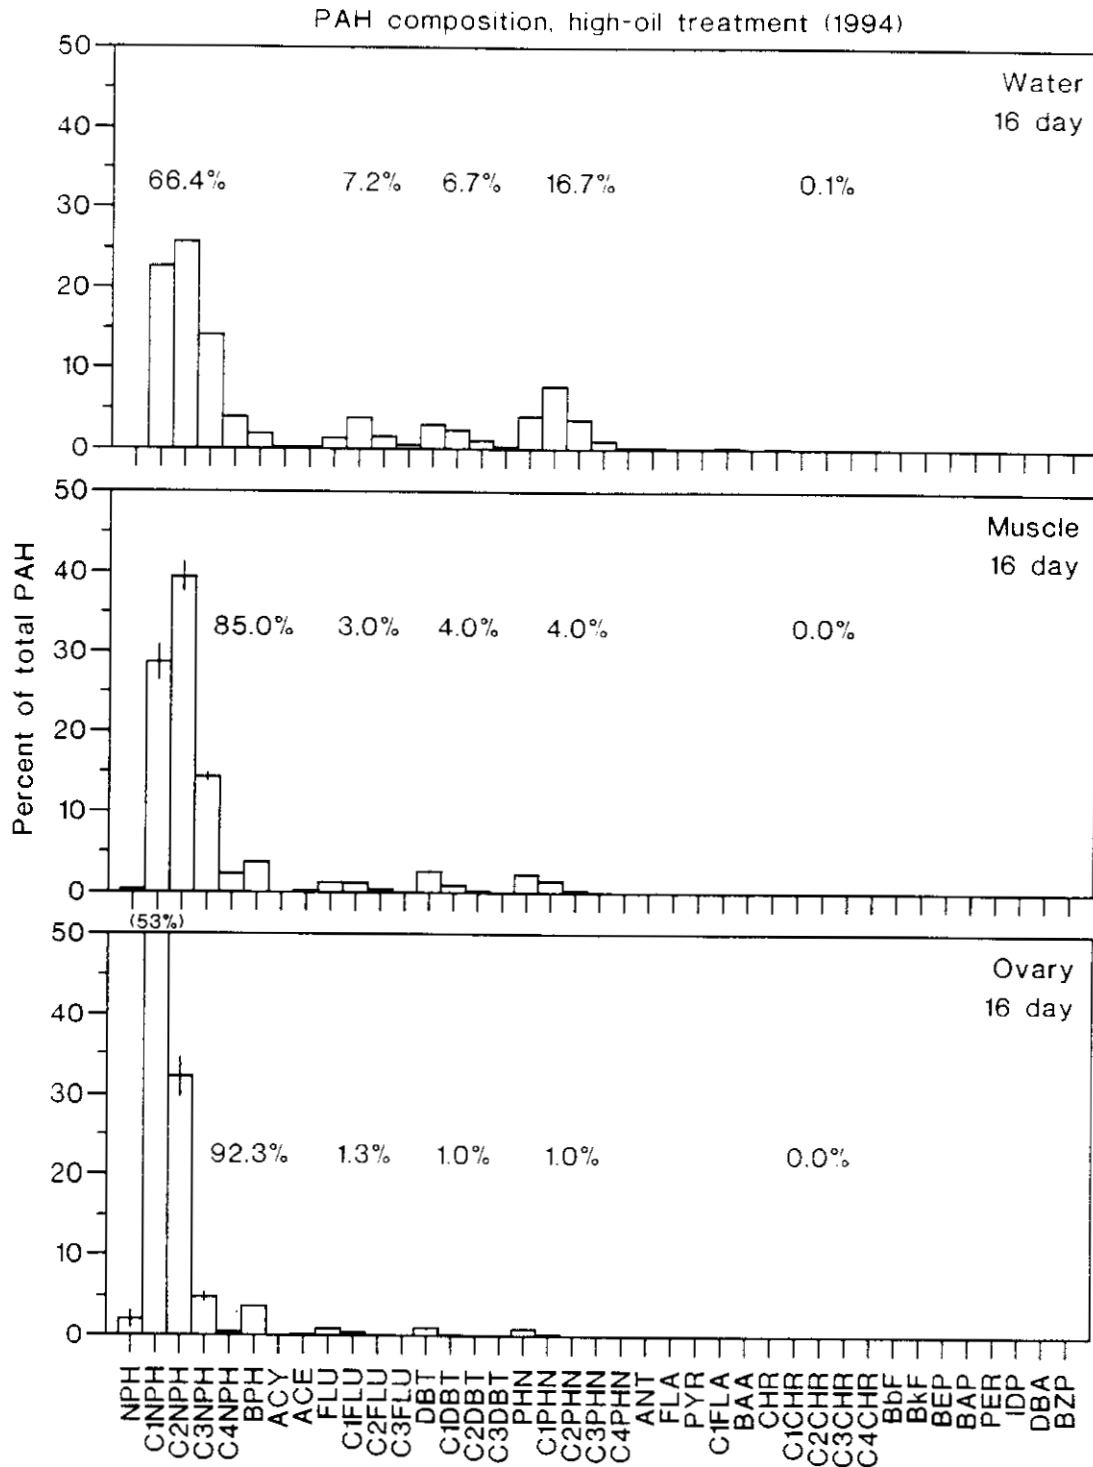 PAH composition, high-oil treatment (1994)
50
40
30
20
10
0
Water
16 day
66.4% 7.2% 6.7% 16.7% 0.1%
Percent of total PAH
50
40
30
20
10
0
Muscle
16 day
85.0% 3.0% 4.0% 4.0% 0.0%
(53%)
50
40
30
20
10
0
Ovary
16 day
92.3% 1.3% 1.0% 1.0% 0.0%
NPH
C1NPH
C2NPH
C3NPH
C4NPH
BPH
ACY
ACE
FLU
C1FLU
C2FLU
C3FLU
DBT
C1DBT
C2DBT
C3DBT
PHN
C1PHN
C2PHN
C3PHN
C4PHN
ANT
FLA
PYR
C1FLA
BAA
CHR
C1CHR
C2CHR
C3CHR
C4CHR
BbF
BkF
BEP
BAP
PER
IDP
DBA
BZP